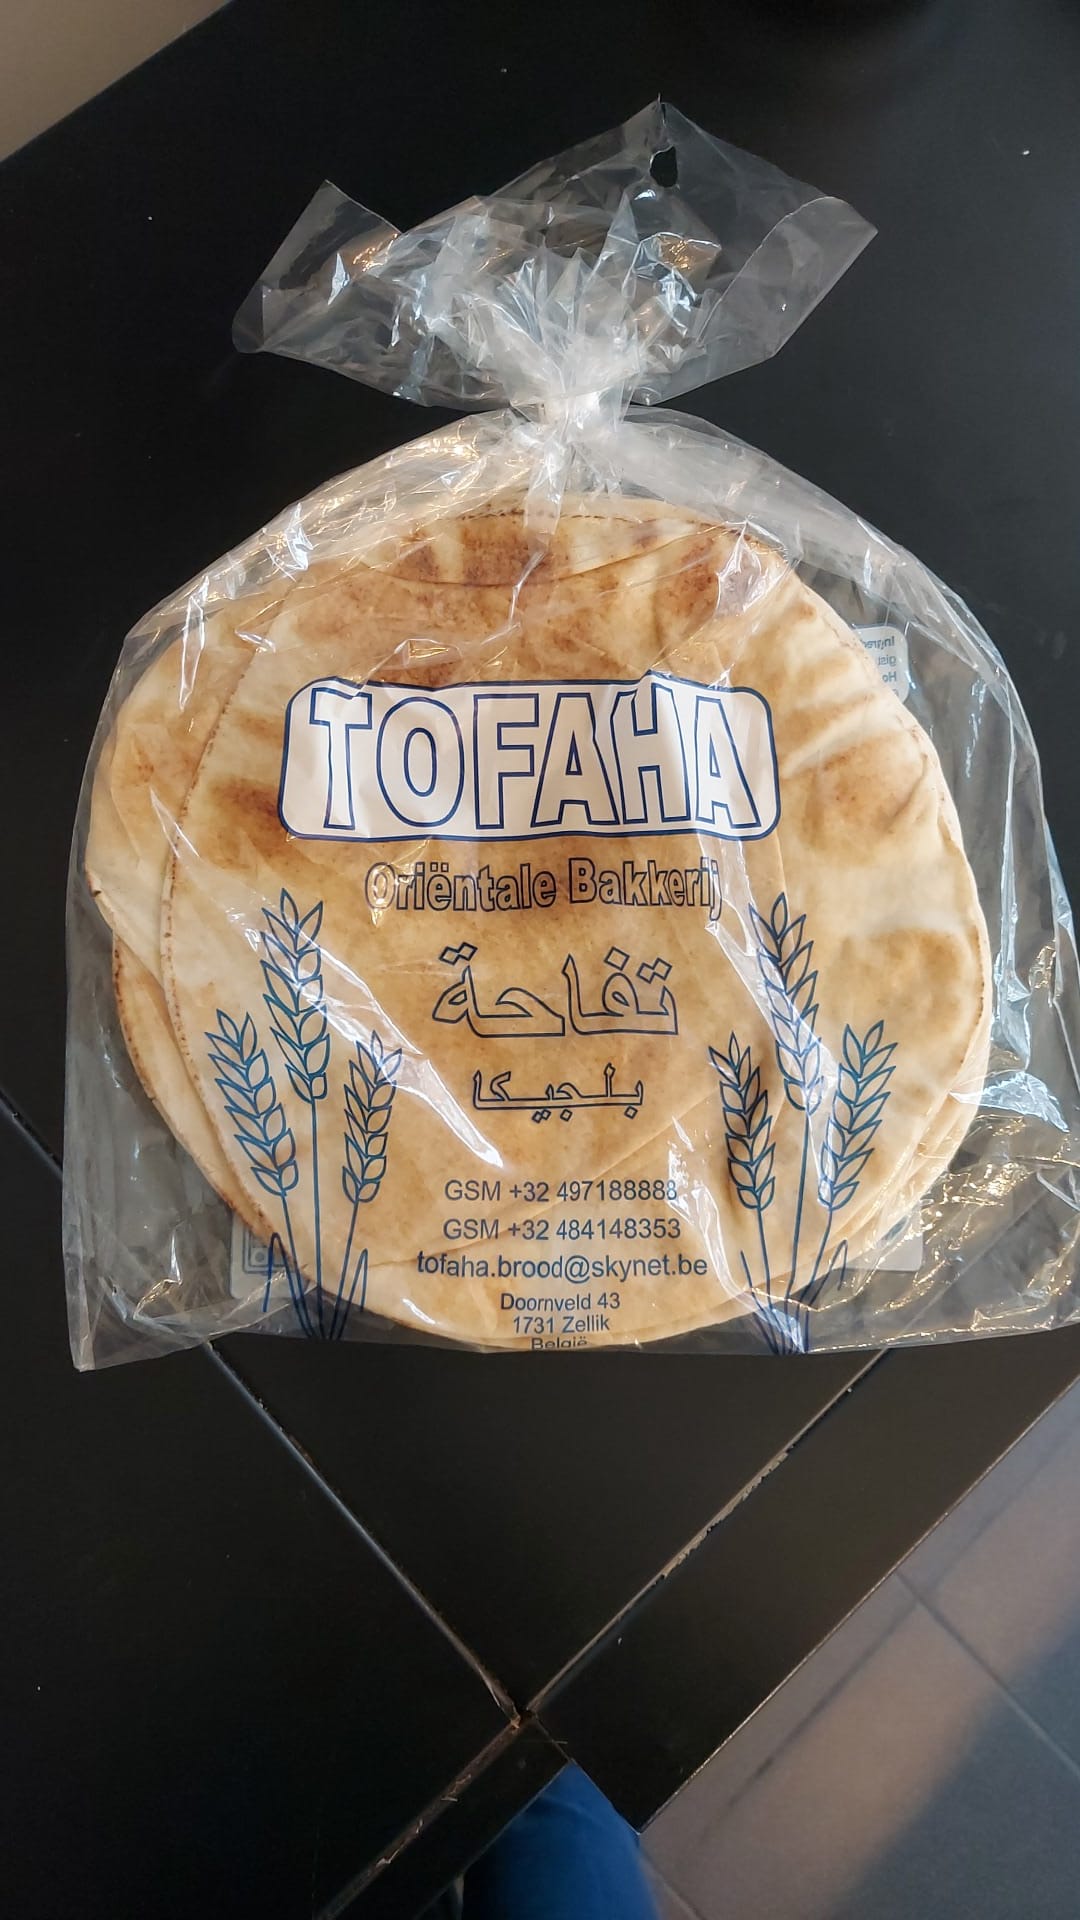 TOFAHA
Oriëntale Bakkerij
تفاحة
بلجيكا
GSM +32 497188888
GSM +32 484148353
tofaha.brood@skynet.be
Doornveld 43
1731 Zellik
België